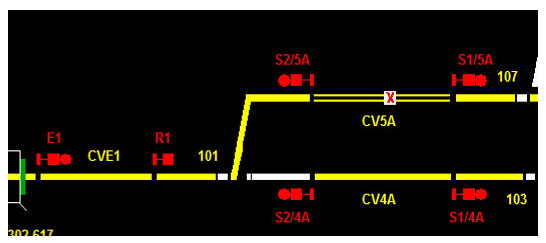 S2/5A
S1/5A
107
X
CV5A
E1
R1
CVE1
101
CV4A
103
S2/4A
S1/4A
302.617